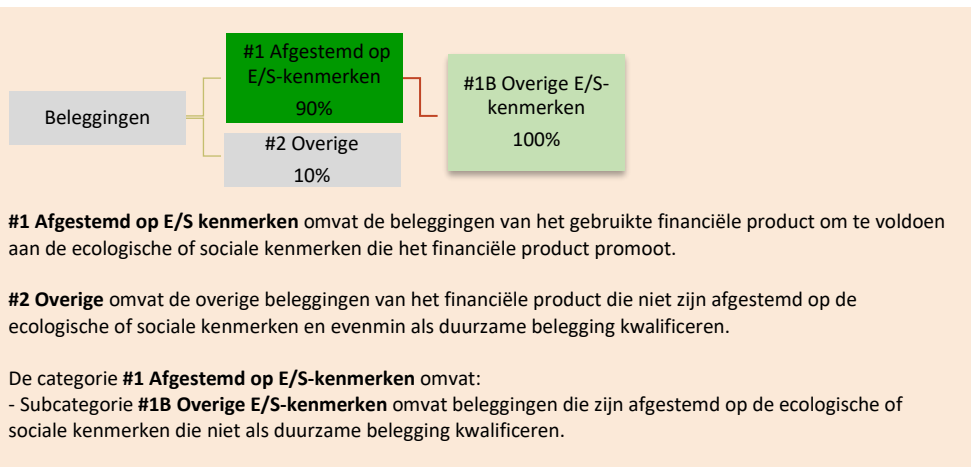 #1 Afgestemd op
E/S-kenmerken
90%
#1B Overige E/S-
kenmerken
100%
Beleggingen
#2 Overige
10%
#1 Afgestemd op E/S kenmerken omvat de beleggingen van het gebruikte financiële product om te voldoen
aan de ecologische of sociale kenmerken die het financiële product promoot.
#2 Overige omvat de overige beleggingen van het financiële product die niet zijn afgestemd op de
ecologische of sociale kenmerken en evenmin als duurzame belegging kwalificeren.
De categorie #1 Afgestemd op E/S-kenmerken omvat:
- Subcategorie #1B Overige E/S-kenmerken omvat beleggingen die zijn afgestemd op de ecologische of
sociale kenmerken die niet als duurzame belegging kwalificeren.